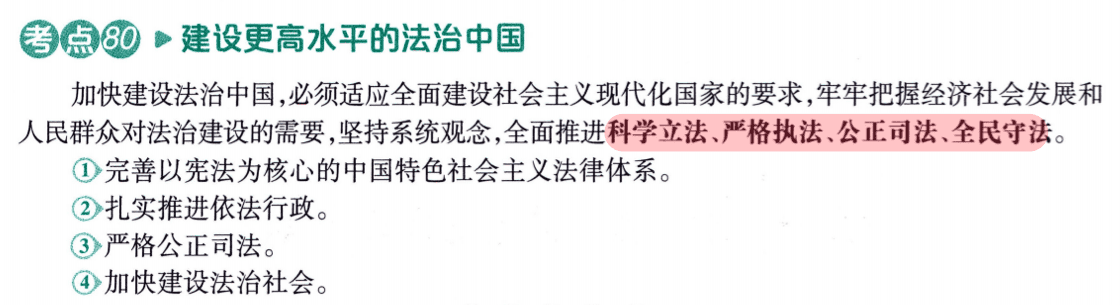 考点80 ▶ 建设更高水平的法治中国
加快建设法治中国,必须适应全面建设社会主义现代化国家的要求,牢牢把握经济社会发展和
人民群众对法治建设的需要,坚持系统观念,全面推进科学立法、严格执法、公正司法、全民守法。
①完善以宪法为核心的中国特色社会主义法律体系。
②扎实推进依法行政。
③严格公正司法。
④加快建设法治社会。